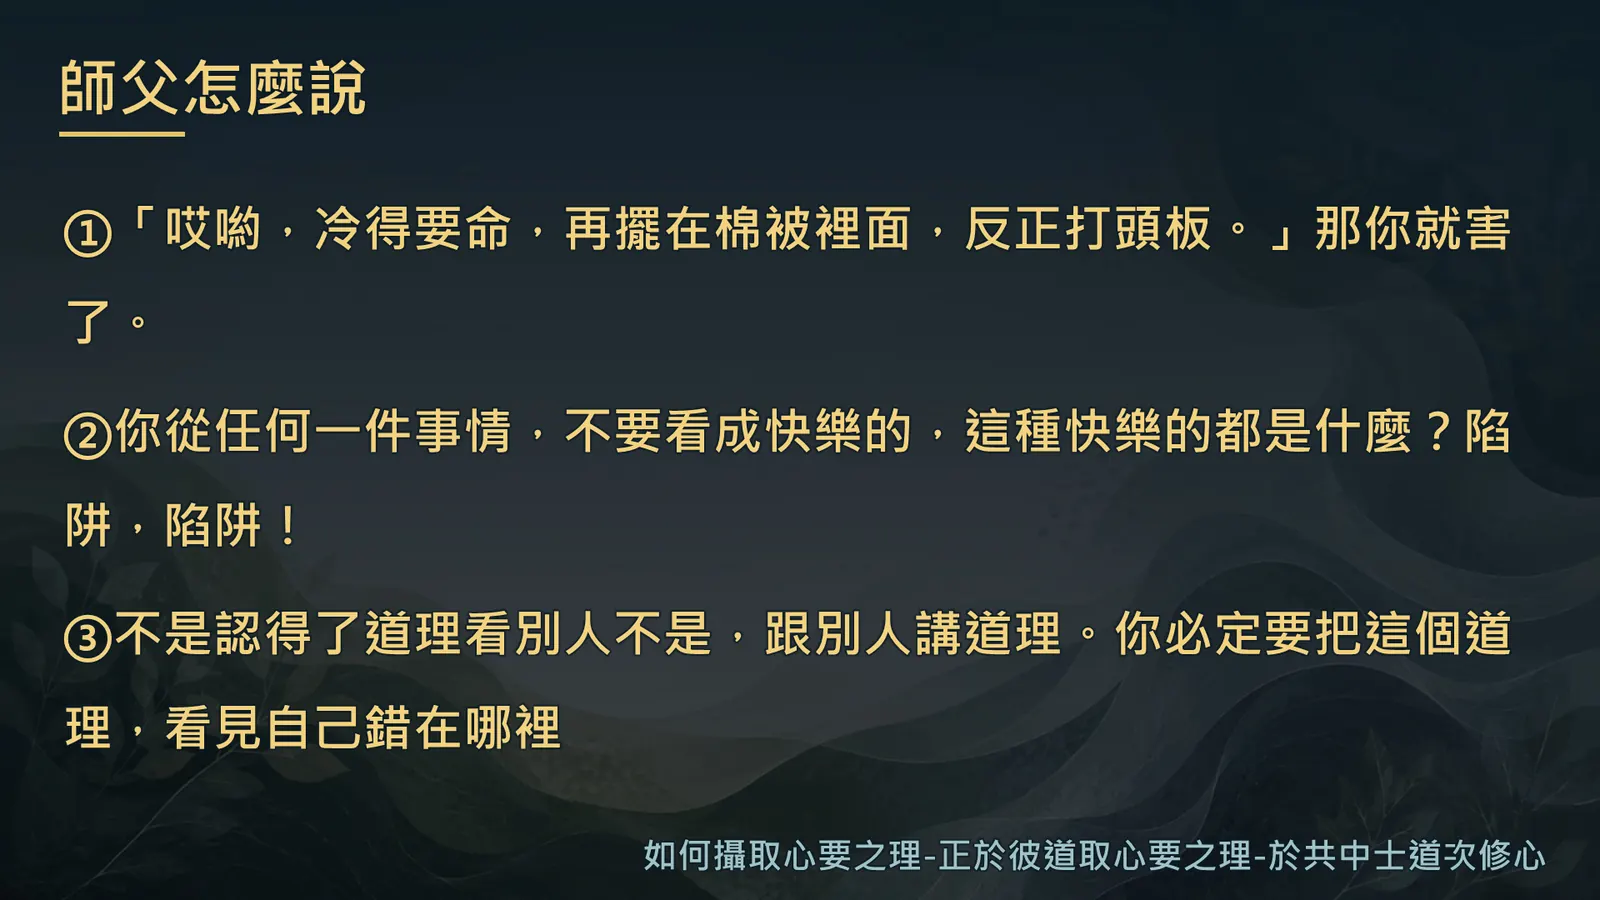 師父怎麼說
①「哎喲，冷得要命，再擺在棉被裡面，反正打頭板。」那你就害
了。
②你從任何一件事情，不要看成快樂的，這種快樂的都是什麼？陷
阱，陷阱！
③不是認得了道理看別人不是，跟別人講道理。你必定要把這個道
理，看見自己錯在哪裡
如何攝取心要之理-正於彼道取心要之理-於共中士道次修心